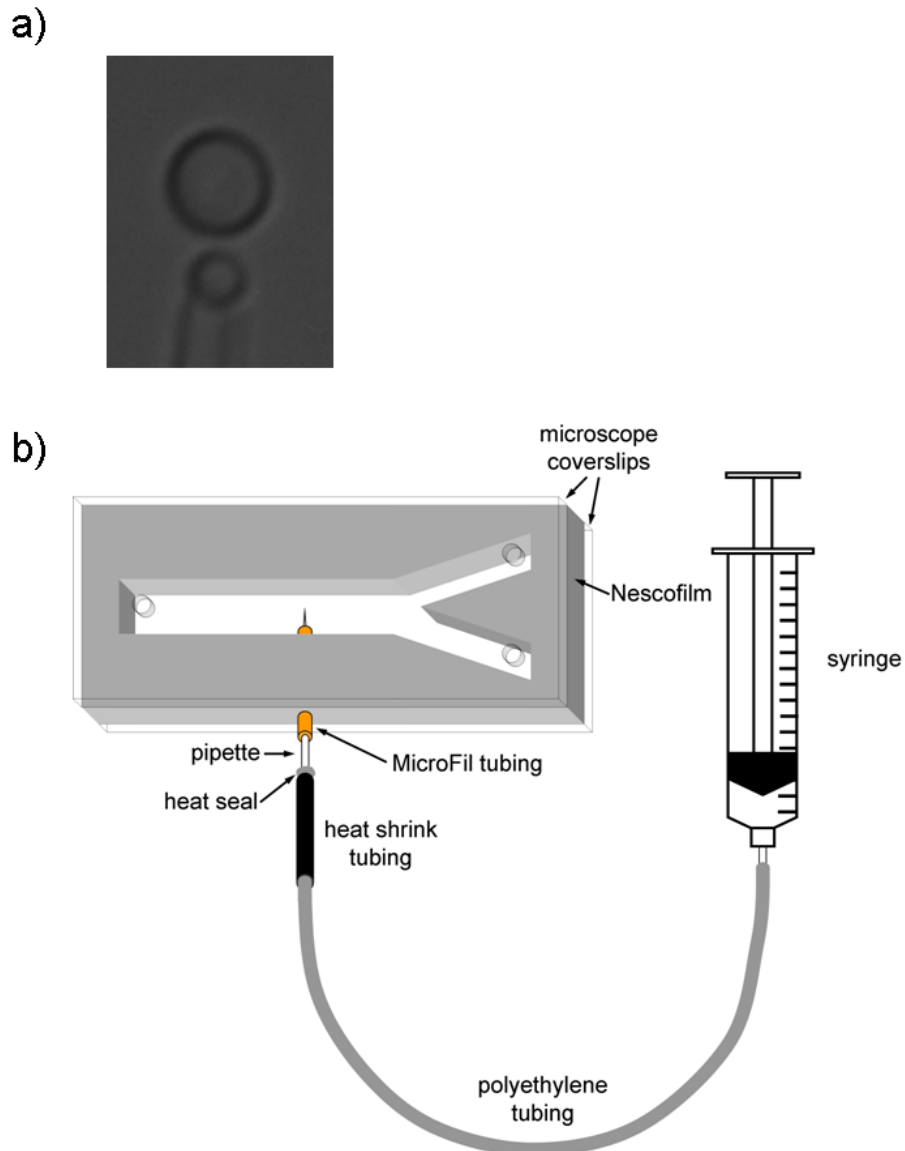 a)
b)
microscope
coverslips
Nescofilm
syringe
pipette
MicroFil tubing
heat seal
heat shrink
tubing
polyethylene
tubing